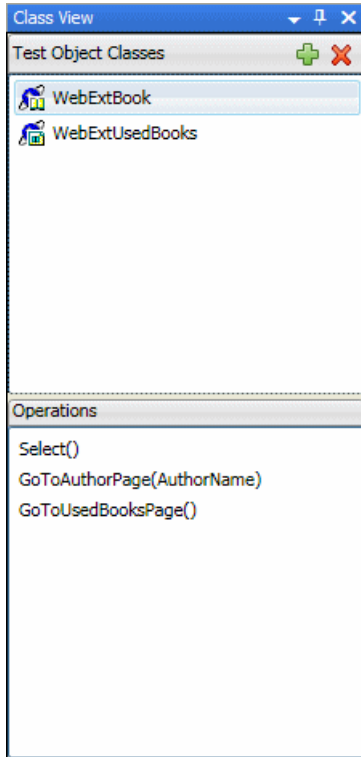 Class View
Test Object Classes
WebExtBook
WebExtUsedBooks
Operations
Select()
GoToAuthorPage(AuthorName)
GoToUsedBooksPage()